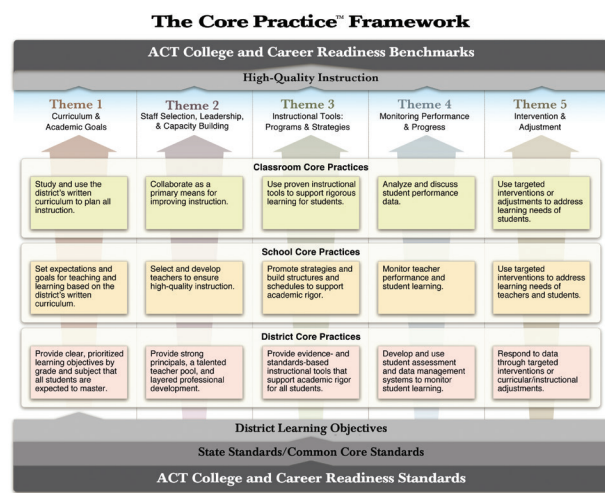 The Core Practice™ Framework
ACT College and Career Readiness Benchmarks
High-Quality Instruction
Theme 1
Curriculum &
Academic Goals
Theme 2
Staff Selection, Leadership,
& Capacity Building
Theme 3
Instructional Tools:
Programs & Strategies
Theme 4
Monitoring Performance
& Progress
Theme 5
Intervention &
Adjustment
Classroom Core Practices
Study and use the
district's written
curriculum to plan all
instruction.
Collaborate as a
primary means for
improving instruction.
Use proven instructional
tools to support rigorous
learning for students.
Analyze and discuss
student performance
data.
Use targeted
interventions or
adjustments to address
learning needs of
students.
School Core Practices
Set expectations and
goals for teaching and
learning based on the
district's written
curriculum.
Select and develop
teachers to ensure
high-quality instruction.
Promote strategies and
build structures and
schedules to support
academic rigor.
Monitor teacher
performance and
student learning.
Use targeted
interventions to address
learning needs of
teachers and students.
District Core Practices
Provide clear, prioritized
learning objectives by
grade and subject that
all students are
expected to master.
Provide strong
principals, a talented
teacher pool, and
layered professional
development.
Provide evidence- and
standards-based
instructional tools that
support academic rigor
for all students.
Develop and use
student assessment
and data management
systems to monitor
student learning.
Respond to data
through targeted
interventions or
curricular/instructional
adjustments.
District Learning Objectives
State Standards/Common Core Standards
ACT College and Career Readiness Standards